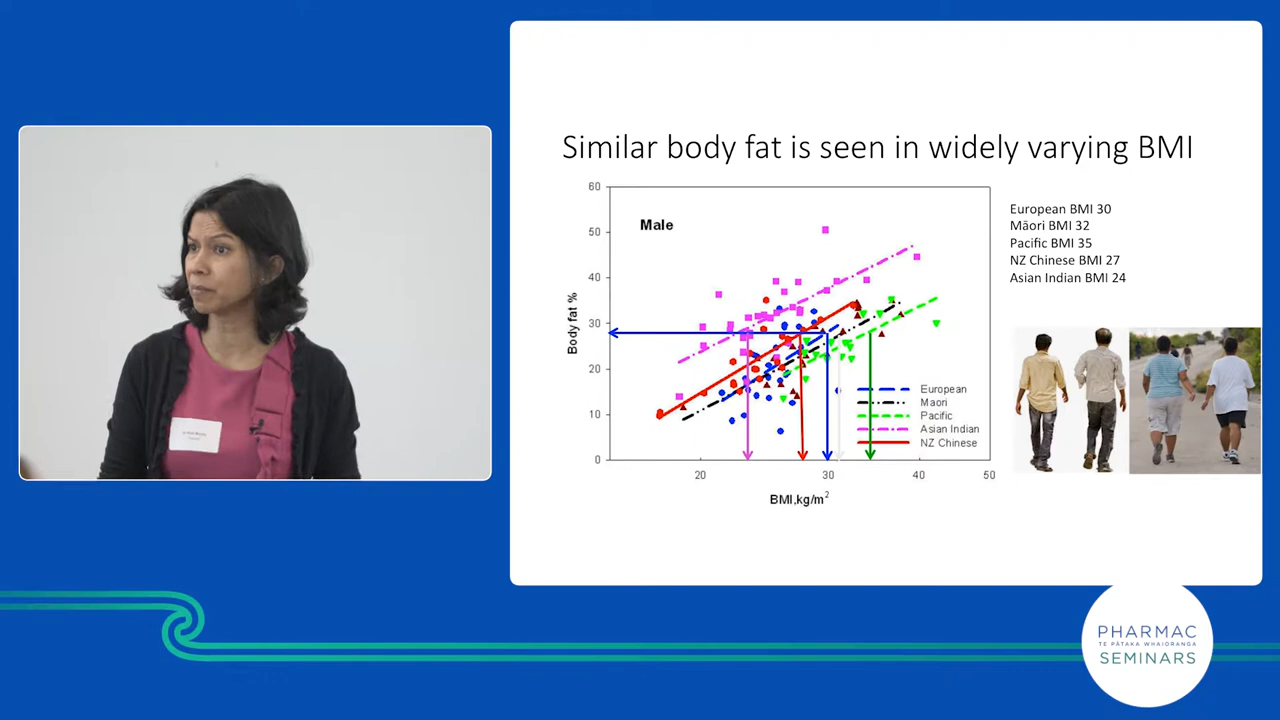 Similar body fat is seen in widely varying BMI
Male
60
50
40
30
20
10
0
Body fat %
20
30
40
50
BMI,kg/m2
European
Maori
Pacific
Asian Indian
NZ Chinese
European BMI 30
Māori BMI 32
Pacific BMI 35
NZ Chinese BMI 27
Asian Indian BMI 24
PHARMAC
TE PĀTAKA WHAIORANGA
SEMINARS